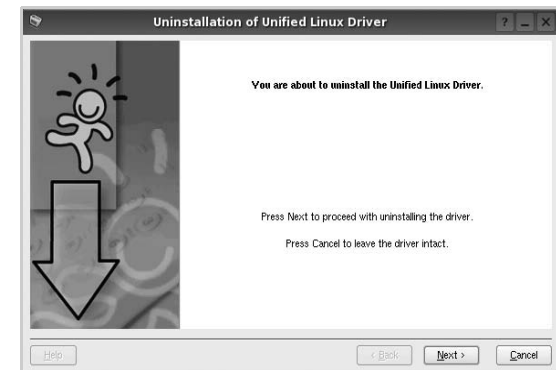 Uninstallation of Unified Linux Driver
You are about to uninstall the Unified Linux Driver.
Press Next to proceed with uninstalling the driver.
Press Cancel to leave the driver intact.
Help
< Back
Next >
Cancel